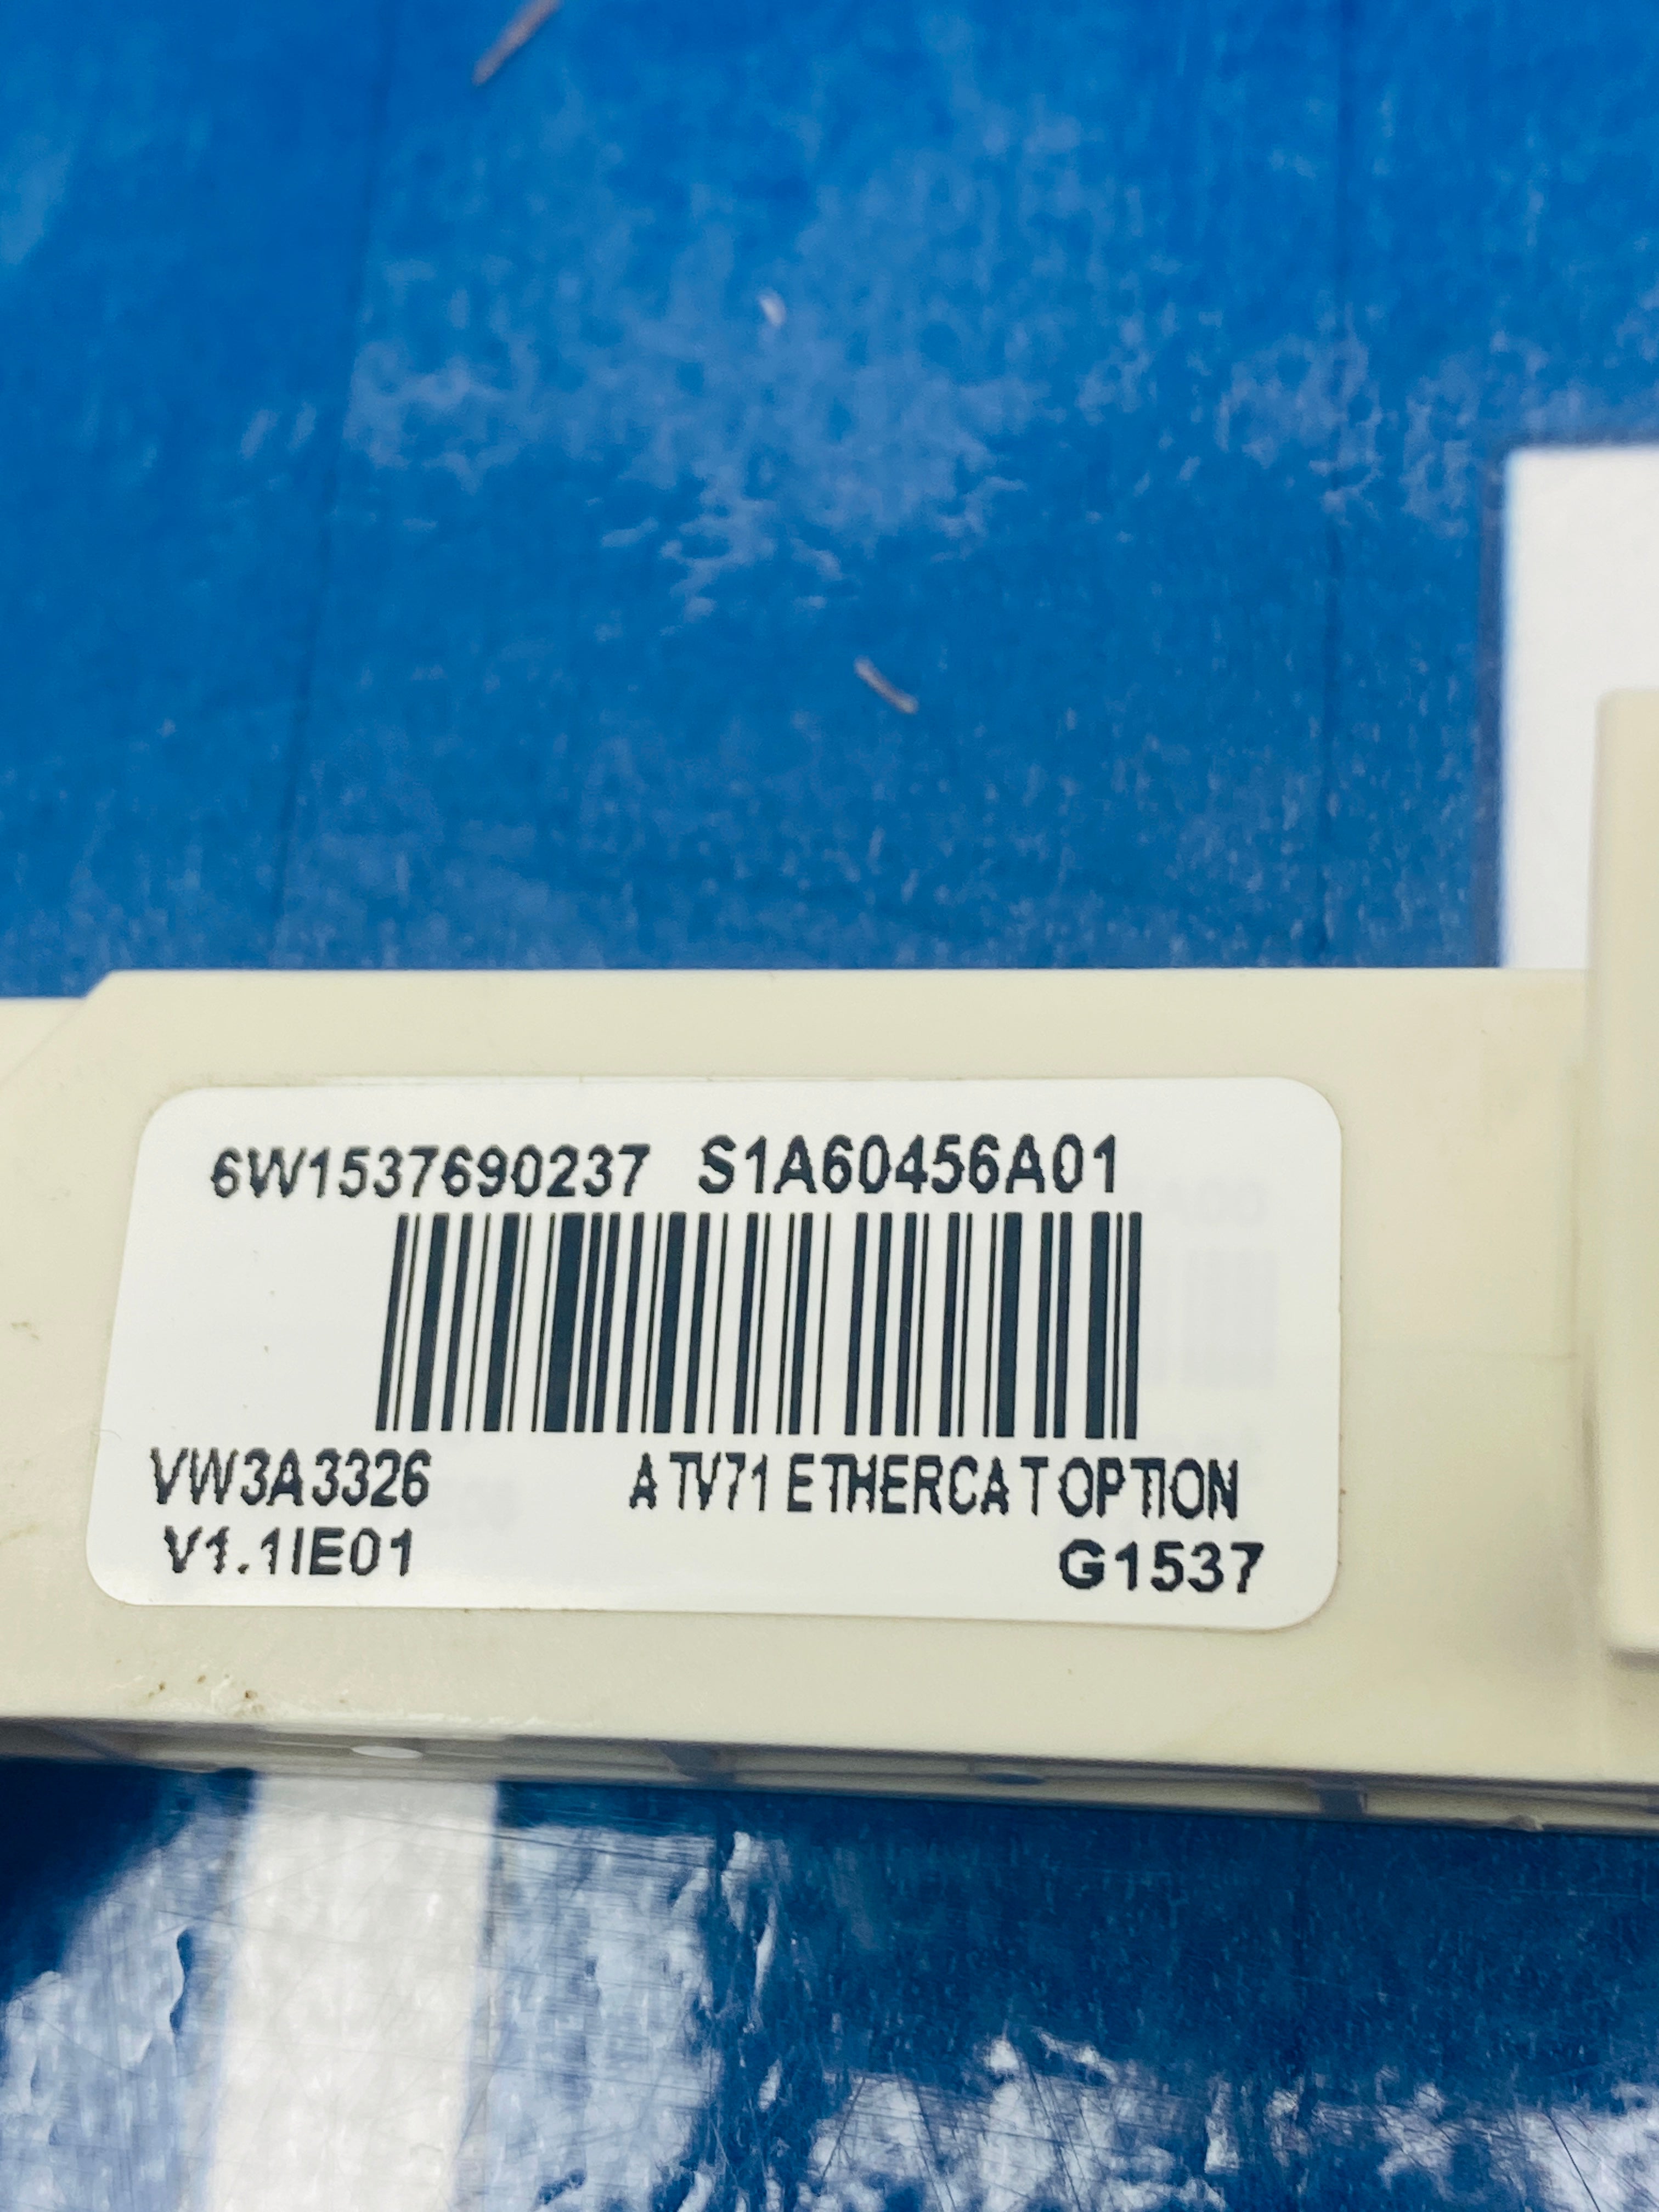 6W1537690237 S1A60456A01
VW3A3326 ATV71 ETHERCAT OPTION
V1.1IE01 G1537